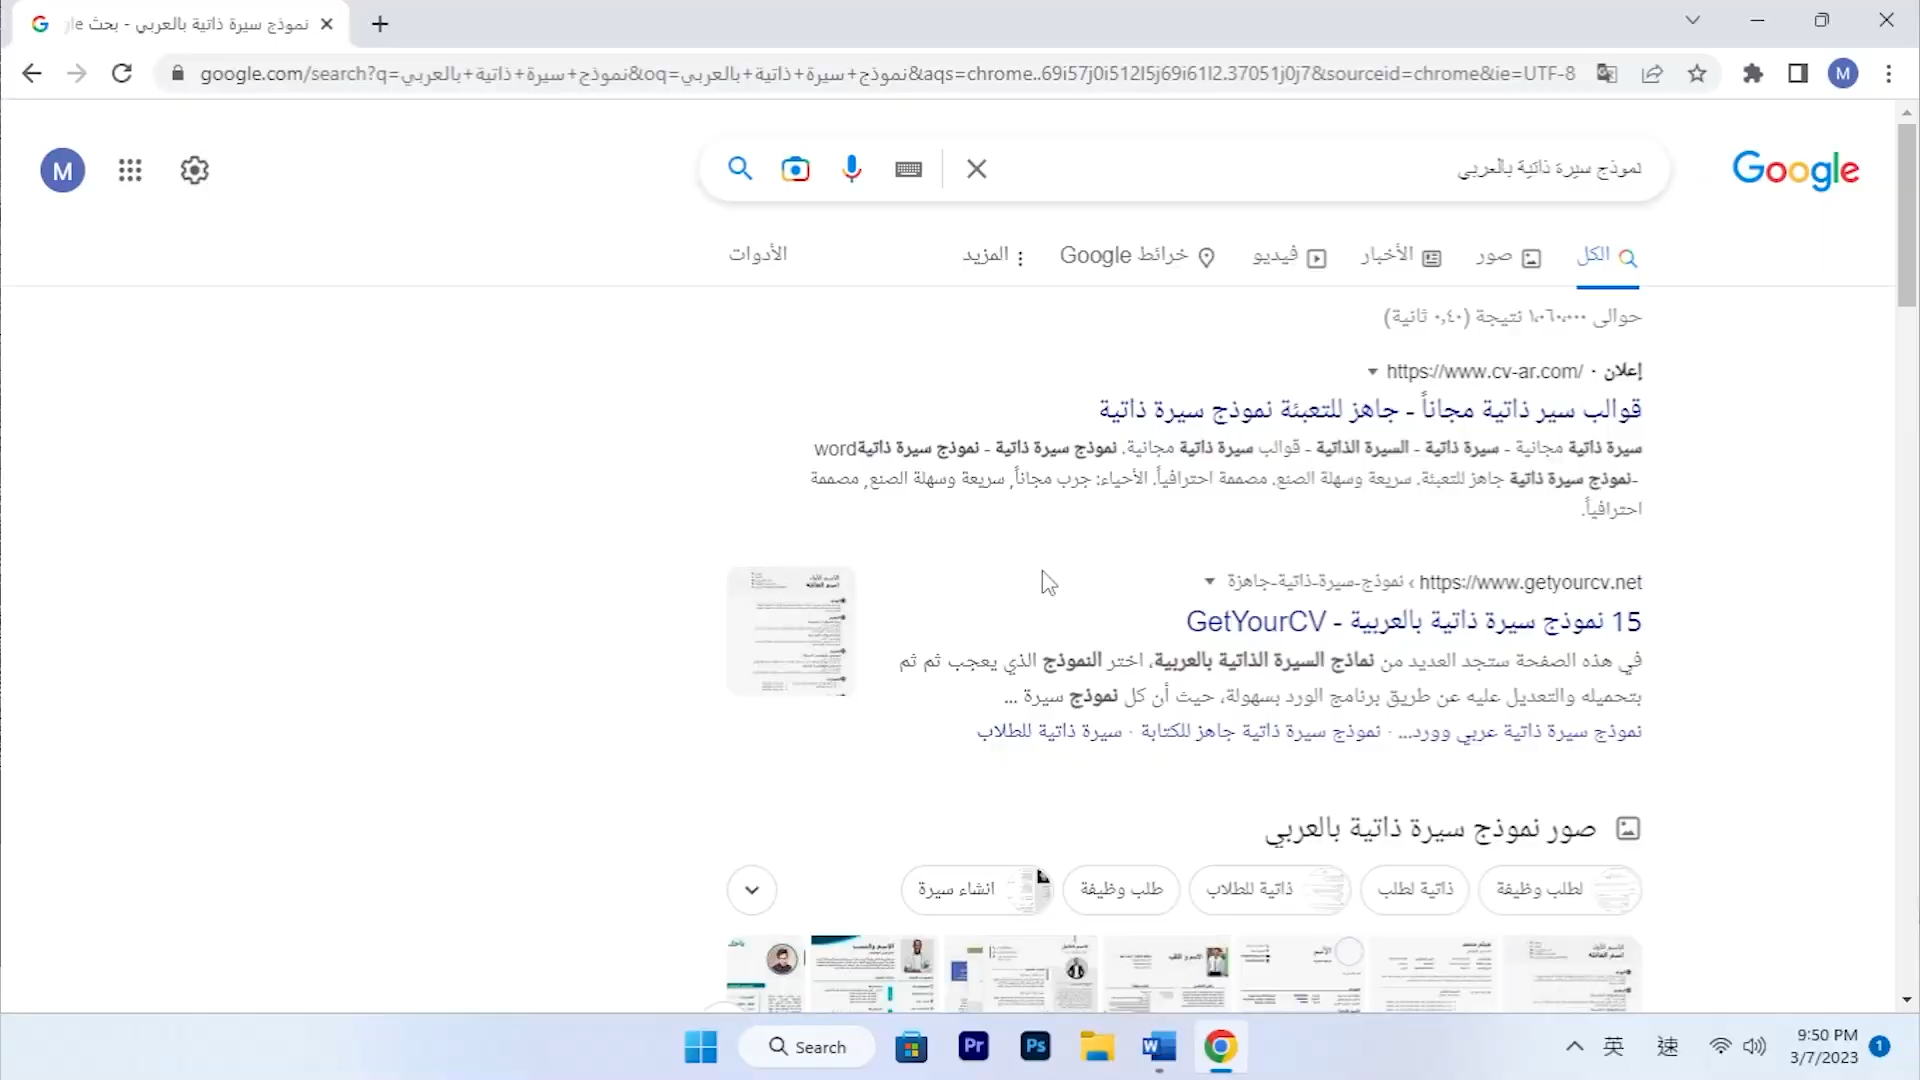 نموذج سيرة ذاتية بالعربي - بحث
google.com/search?q=نموذج+سيرة+ذاتية+بالعربي&oq=نموذج+سيرة+ذاتية+بالعربي&aqs=chrome..69i57j0i512l5j69i61l2.37051j0j7&sourceid=chrome&ie=UTF-8
M
M
نموذج سيرة ذاتية بالعربي
Google
الكل
صور
الأخبار
فيديو
خرائط Google
المزيد
الأدوات
حوالى ١٬٠٦٠٬٠٠٠ نتيجة (٠٫٤٠ ثانية)
إعلان · https://www.cv-ar.com/
قوالب سير ذاتية مجاناً - جاهز للتعبئة نموذج سيرة ذاتية
سيرة ذاتية مجانية - سيرة ذاتية - السيرة الذاتية - قوالب سيرة ذاتية مجانية. نموذج سيرة ذاتية - نموذج سيرة ذاتيةword
-نموذج سيرة ذاتية جاهز للتعبئة. سريعة وسهلة الصنع. مصممة احترافياً. الأحياء: جرب مجاناً, سريعة وسهلة الصنع, مصممة
احترافياً.
https://www.getyourcv.net › نموذج-سيرة-ذاتية-جاهزة
15 نموذج سيرة ذاتية بالعربية - GetYourCV
في هذه الصفحة ستجد العديد من نماذج السيرة الذاتية بالعربية، اختر النموذج الذي يعجب ثم ثم
بتحميله والتعديل عليه عن طريق برنامج الورد بسهولة، حيث أن كل نموذج سيرة ...
نموذج سيرة ذاتية عربي وورد... · نموذج سيرة ذاتية جاهز للكتابة · سيرة ذاتية للطلاب
صور نموذج سيرة ذاتية بالعربي
لطلب وظيفة
ذاتية لطلب
ذاتية للطلاب
طلب وظيفة
انشاء سيرة
Search
Pr
Ps
W
英
速
9:50 PM
3/7/2023
1